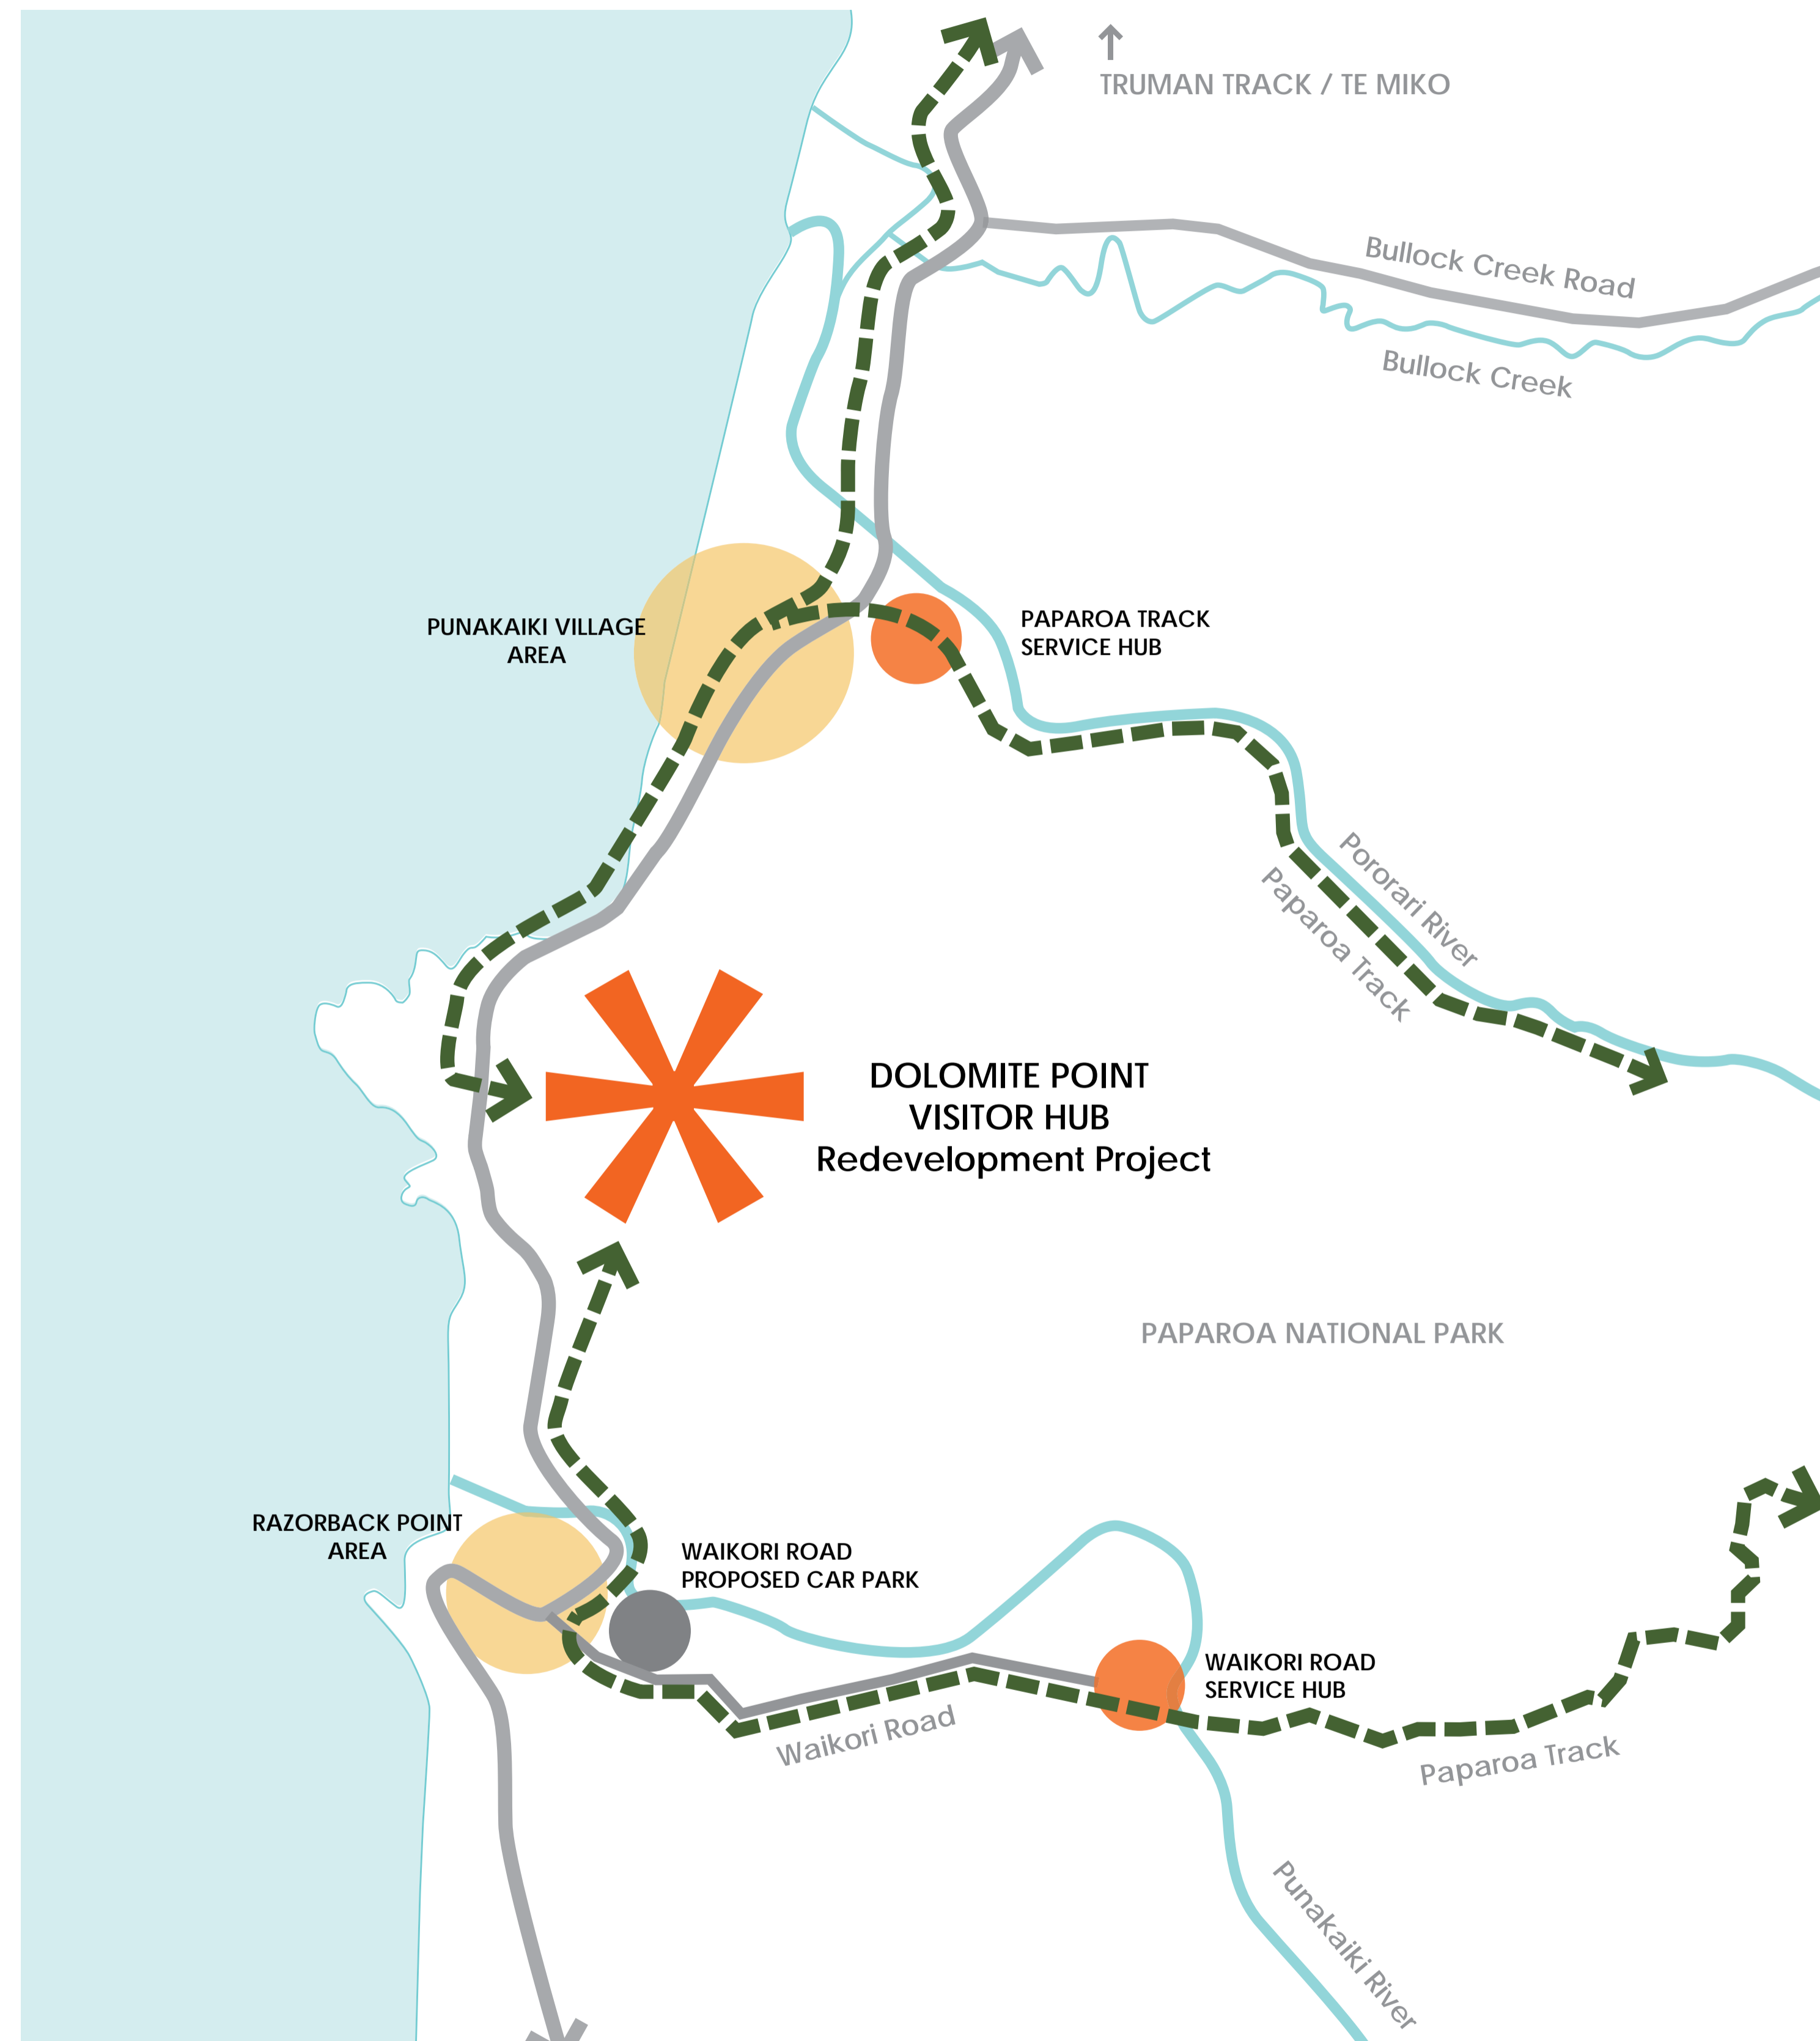 TRUMAN TRACK / TE MIKO
Bullock Creek Road
Bullock Creek
PUNAKAIKI VILLAGE
AREA
PAPAROA TRACK
SERVICE HUB
Pororari River
Paparoa Track
DOLOMITE POINT
VISITOR HUB
Redevelopment Project
PAPAROA NATIONAL PARK
RAZORBACK POINT
AREA
WAIKORI ROAD
PROPOSED CAR PARK
WAIKORI ROAD
SERVICE HUB
Waikori Road
Paparoa Track
Punakaiki River